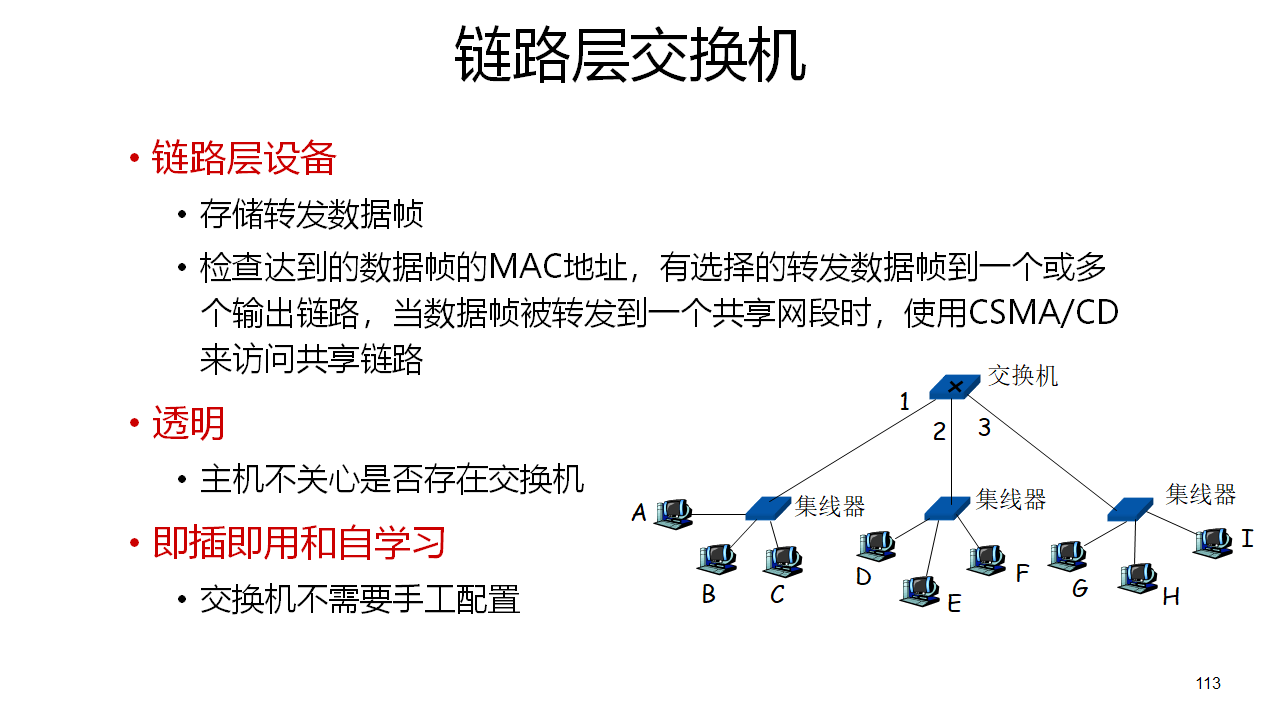 链路层交换机
• 链路层设备
• 存储转发数据帧
• 检查达到的数据帧的MAC地址，有选择的转发数据帧到一个或多
个输出链路，当数据帧被转发到一个共享网段时，使用CSMA/CD
来访问共享链路
• 透明
• 主机不关心是否存在交换机
• 即插即用和自学习
• 交换机不需要手工配置
交换机
1
2
3
集线器
集线器
集线器
A
B
C
D
E
F
G
H
I
113